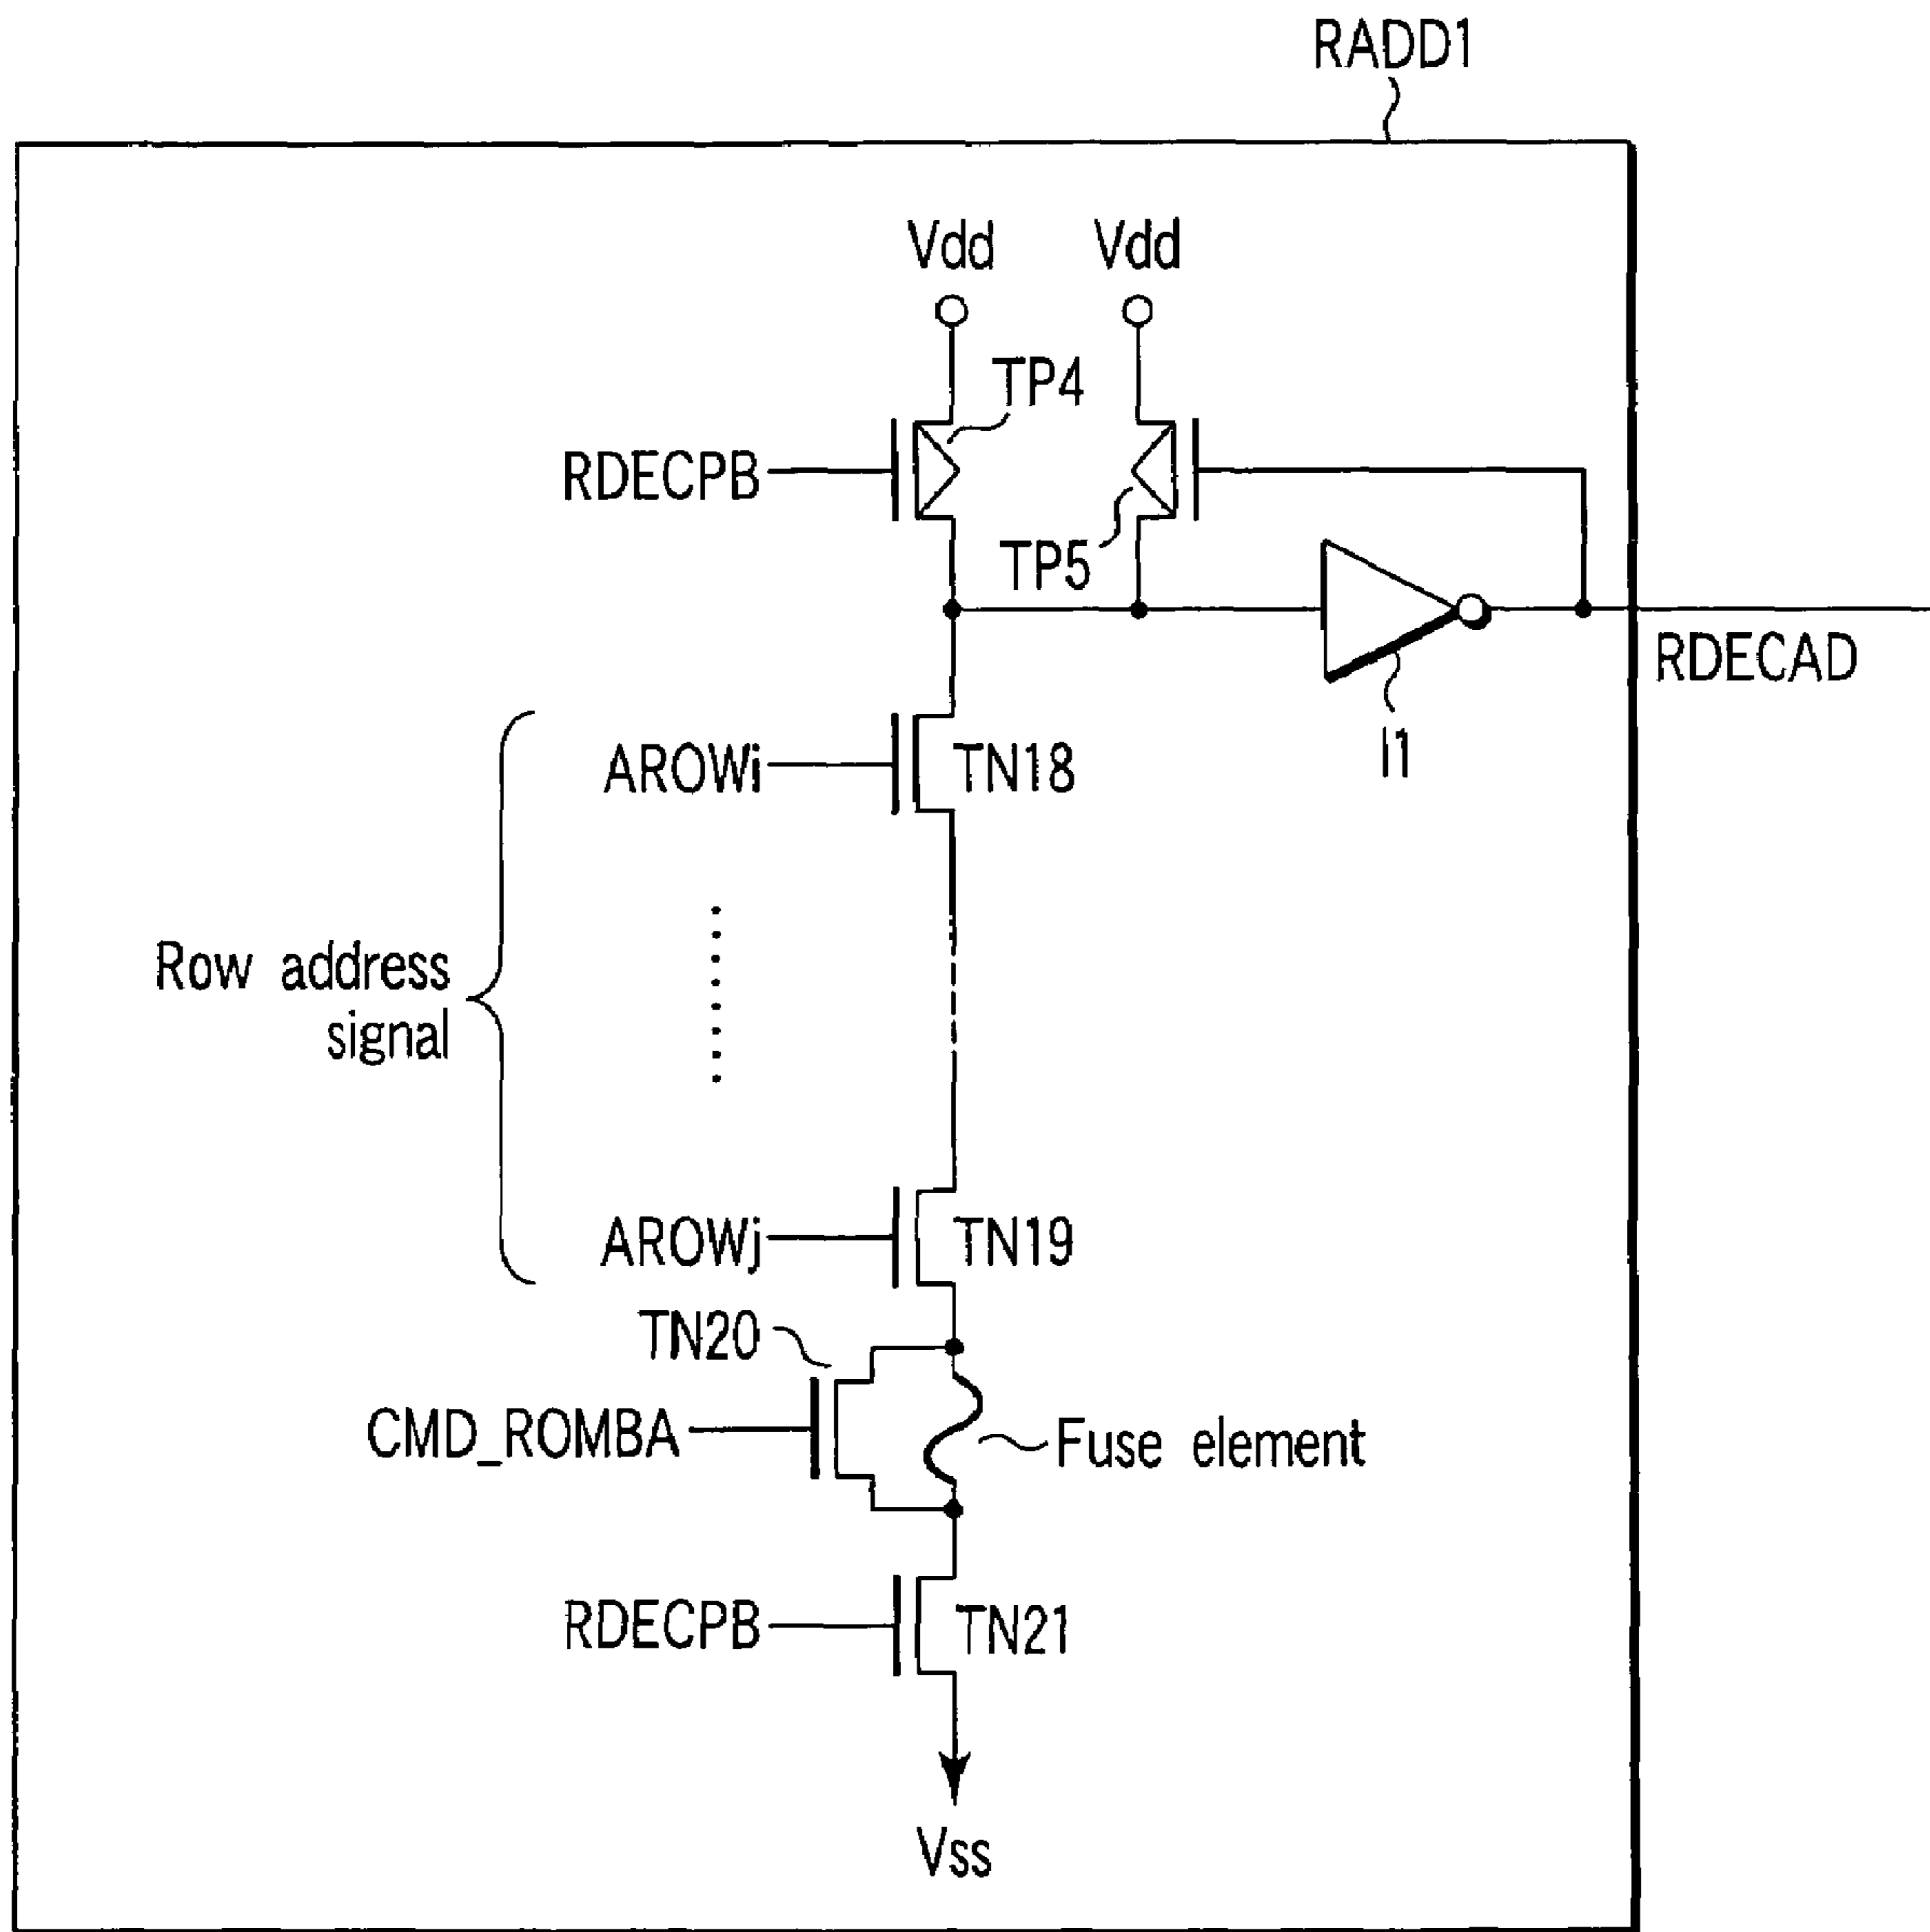 RADD1
Vdd
Vdd
TP4
RDECPB
TP5
RDECAD
I1
AROWi
TN18
Row address
signal
AROWj
TN19
TN20
CMD_ROMBA
Fuse element
RDECPB
TN21
Vss